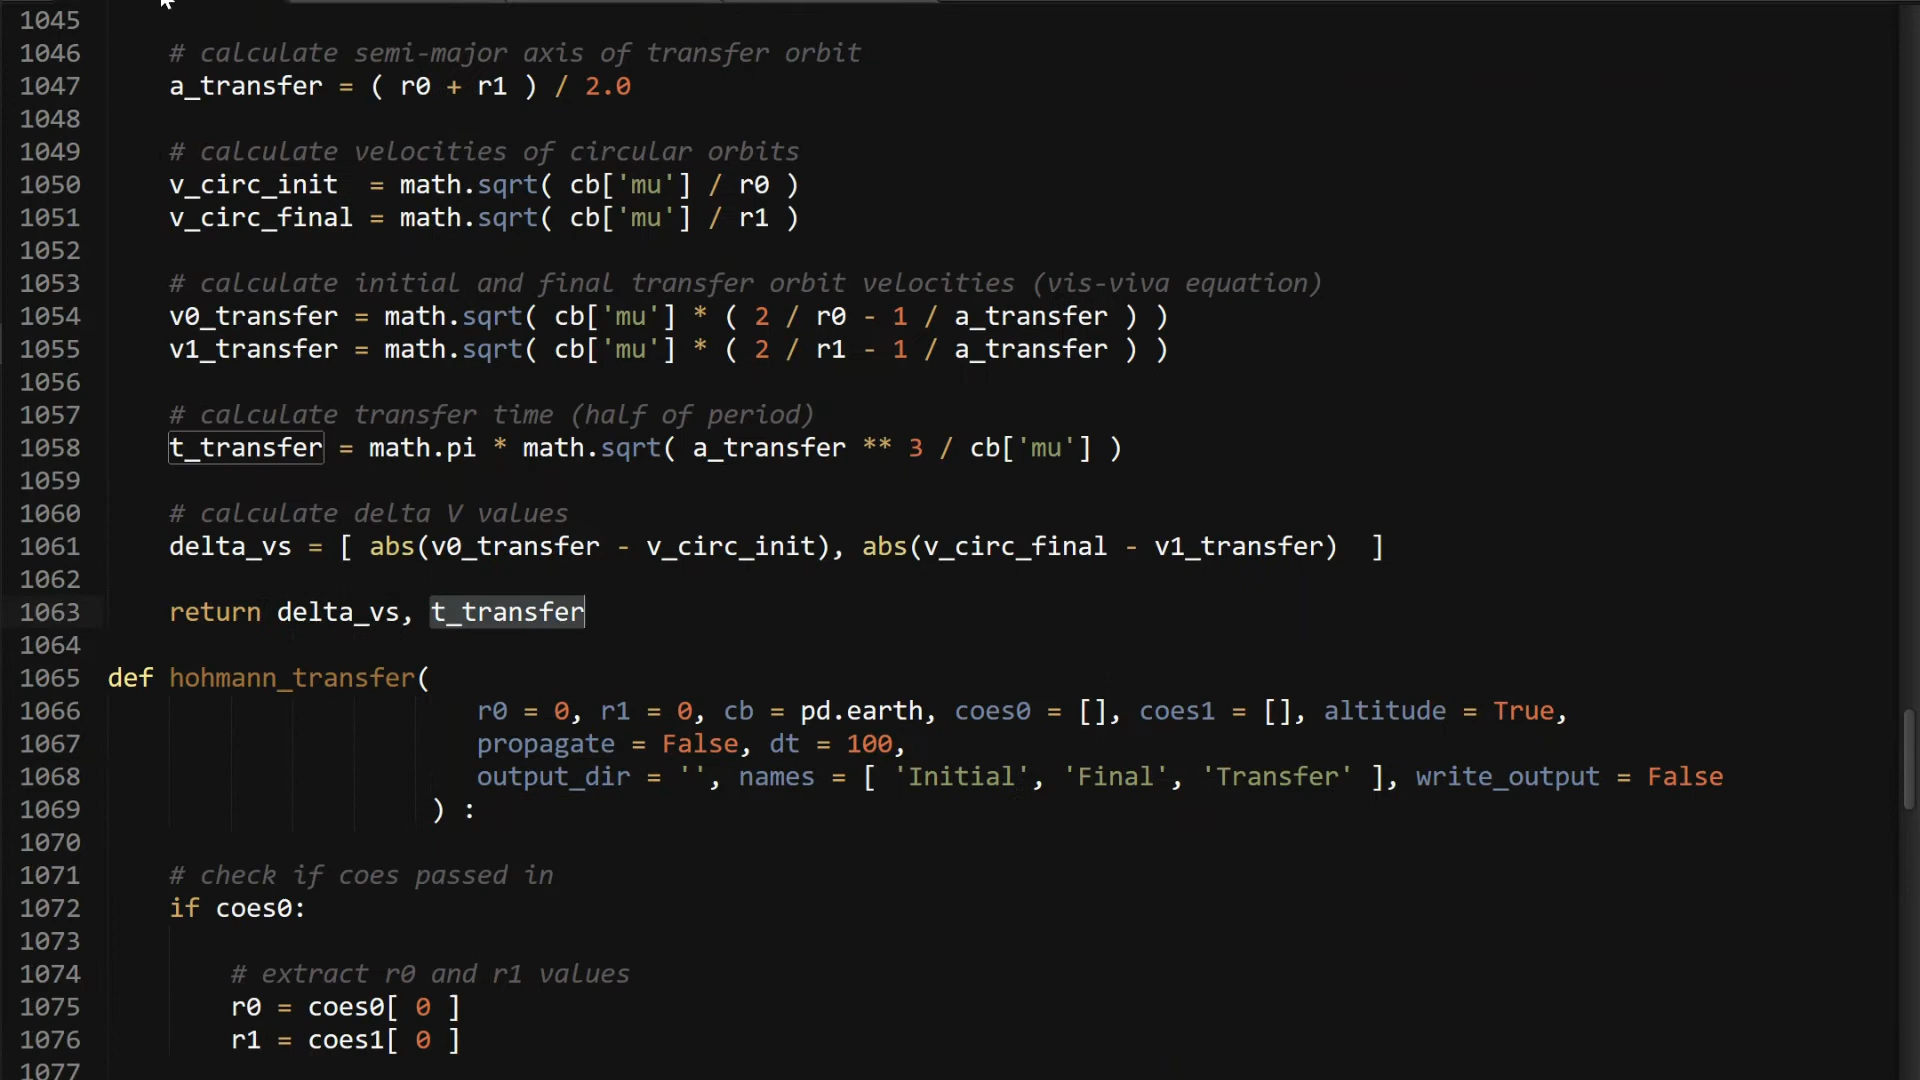 1045
1046 # calculate semi-major axis of transfer orbit
1047 a_transfer = ( r0 + r1 ) / 2.0
1048
1049 # calculate velocities of circular orbits
1050 v_circ_init  = math.sqrt( cb['mu'] / r0 )
1051 v_circ_final = math.sqrt( cb['mu'] / r1 )
1052
1053 # calculate initial and final transfer orbit velocities (vis-viva equation)
1054 v0_transfer = math.sqrt( cb['mu'] * ( 2 / r0 - 1 / a_transfer ) )
1055 v1_transfer = math.sqrt( cb['mu'] * ( 2 / r1 - 1 / a_transfer ) )
1056
1057 # calculate transfer time (half of period)
1058 t_transfer = math.pi * math.sqrt( a_transfer ** 3 / cb['mu'] )
1059
1060 # calculate delta V values
1061 delta_vs = [ abs(v0_transfer - v_circ_init), abs(v_circ_final - v1_transfer)  ]
1062
1063 return delta_vs, t_transfer
1064
1065 def hohmann_transfer(
1066 r0 = 0, r1 = 0, cb = pd.earth, coes0 = [], coes1 = [], altitude = True,
1067 propagate = False, dt = 100,
1068 output_dir = '', names = [ 'Initial', 'Final', 'Transfer' ], write_output = False
1069 ) :
1070
1071 # check if coes passed in
1072 if coes0:
1073
1074 # extract r0 and r1 values
1075 r0 = coes0[ 0 ]
1076 r1 = coes1[ 0 ]
1077